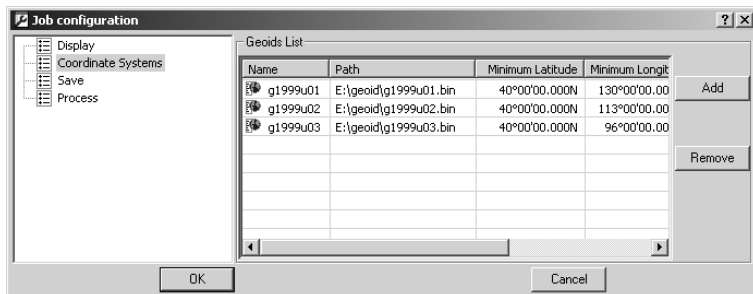 Job configuration
Display
Coordinate Systems
Save
Process
Geoids List
Name Path Minimum Latitude Minimum Longit
g1999u01 E:\geoid\g1999u01.bin 40°00'00.000N 130°00'00.00
g1999u02 E:\geoid\g1999u02.bin 40°00'00.000N 113°00'00.00
g1999u03 E:\geoid\g1999u03.bin 40°00'00.000N 96°00'00.00
Add
Remove
OK Cancel